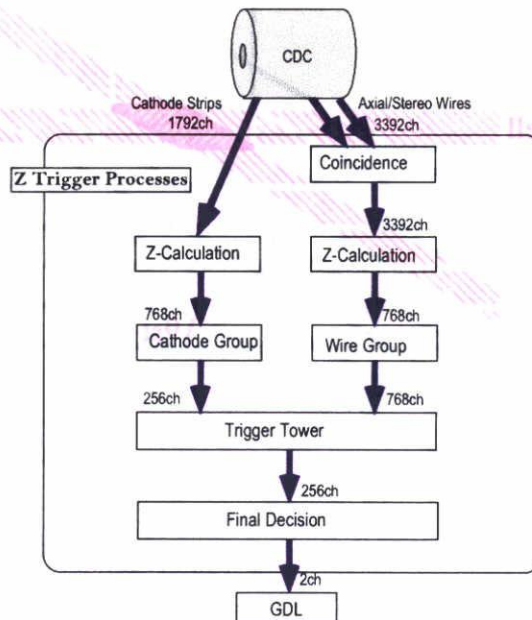 CDC
Cathode Strips
1792ch
Axial/Stereo Wires
3392ch
Z Trigger Processes
Coincidence
3392ch
Z-Calculation
Z-Calculation
768ch
768ch
Cathode Group
Wire Group
256ch
768ch
Trigger Tower
256ch
Final Decision
2ch
GDL